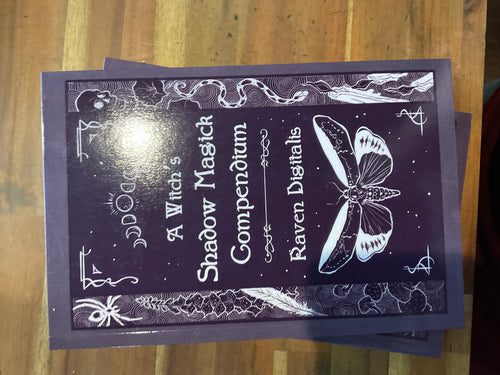 A Witch's
Shadow Magick
Compendium
Raven Digitalis